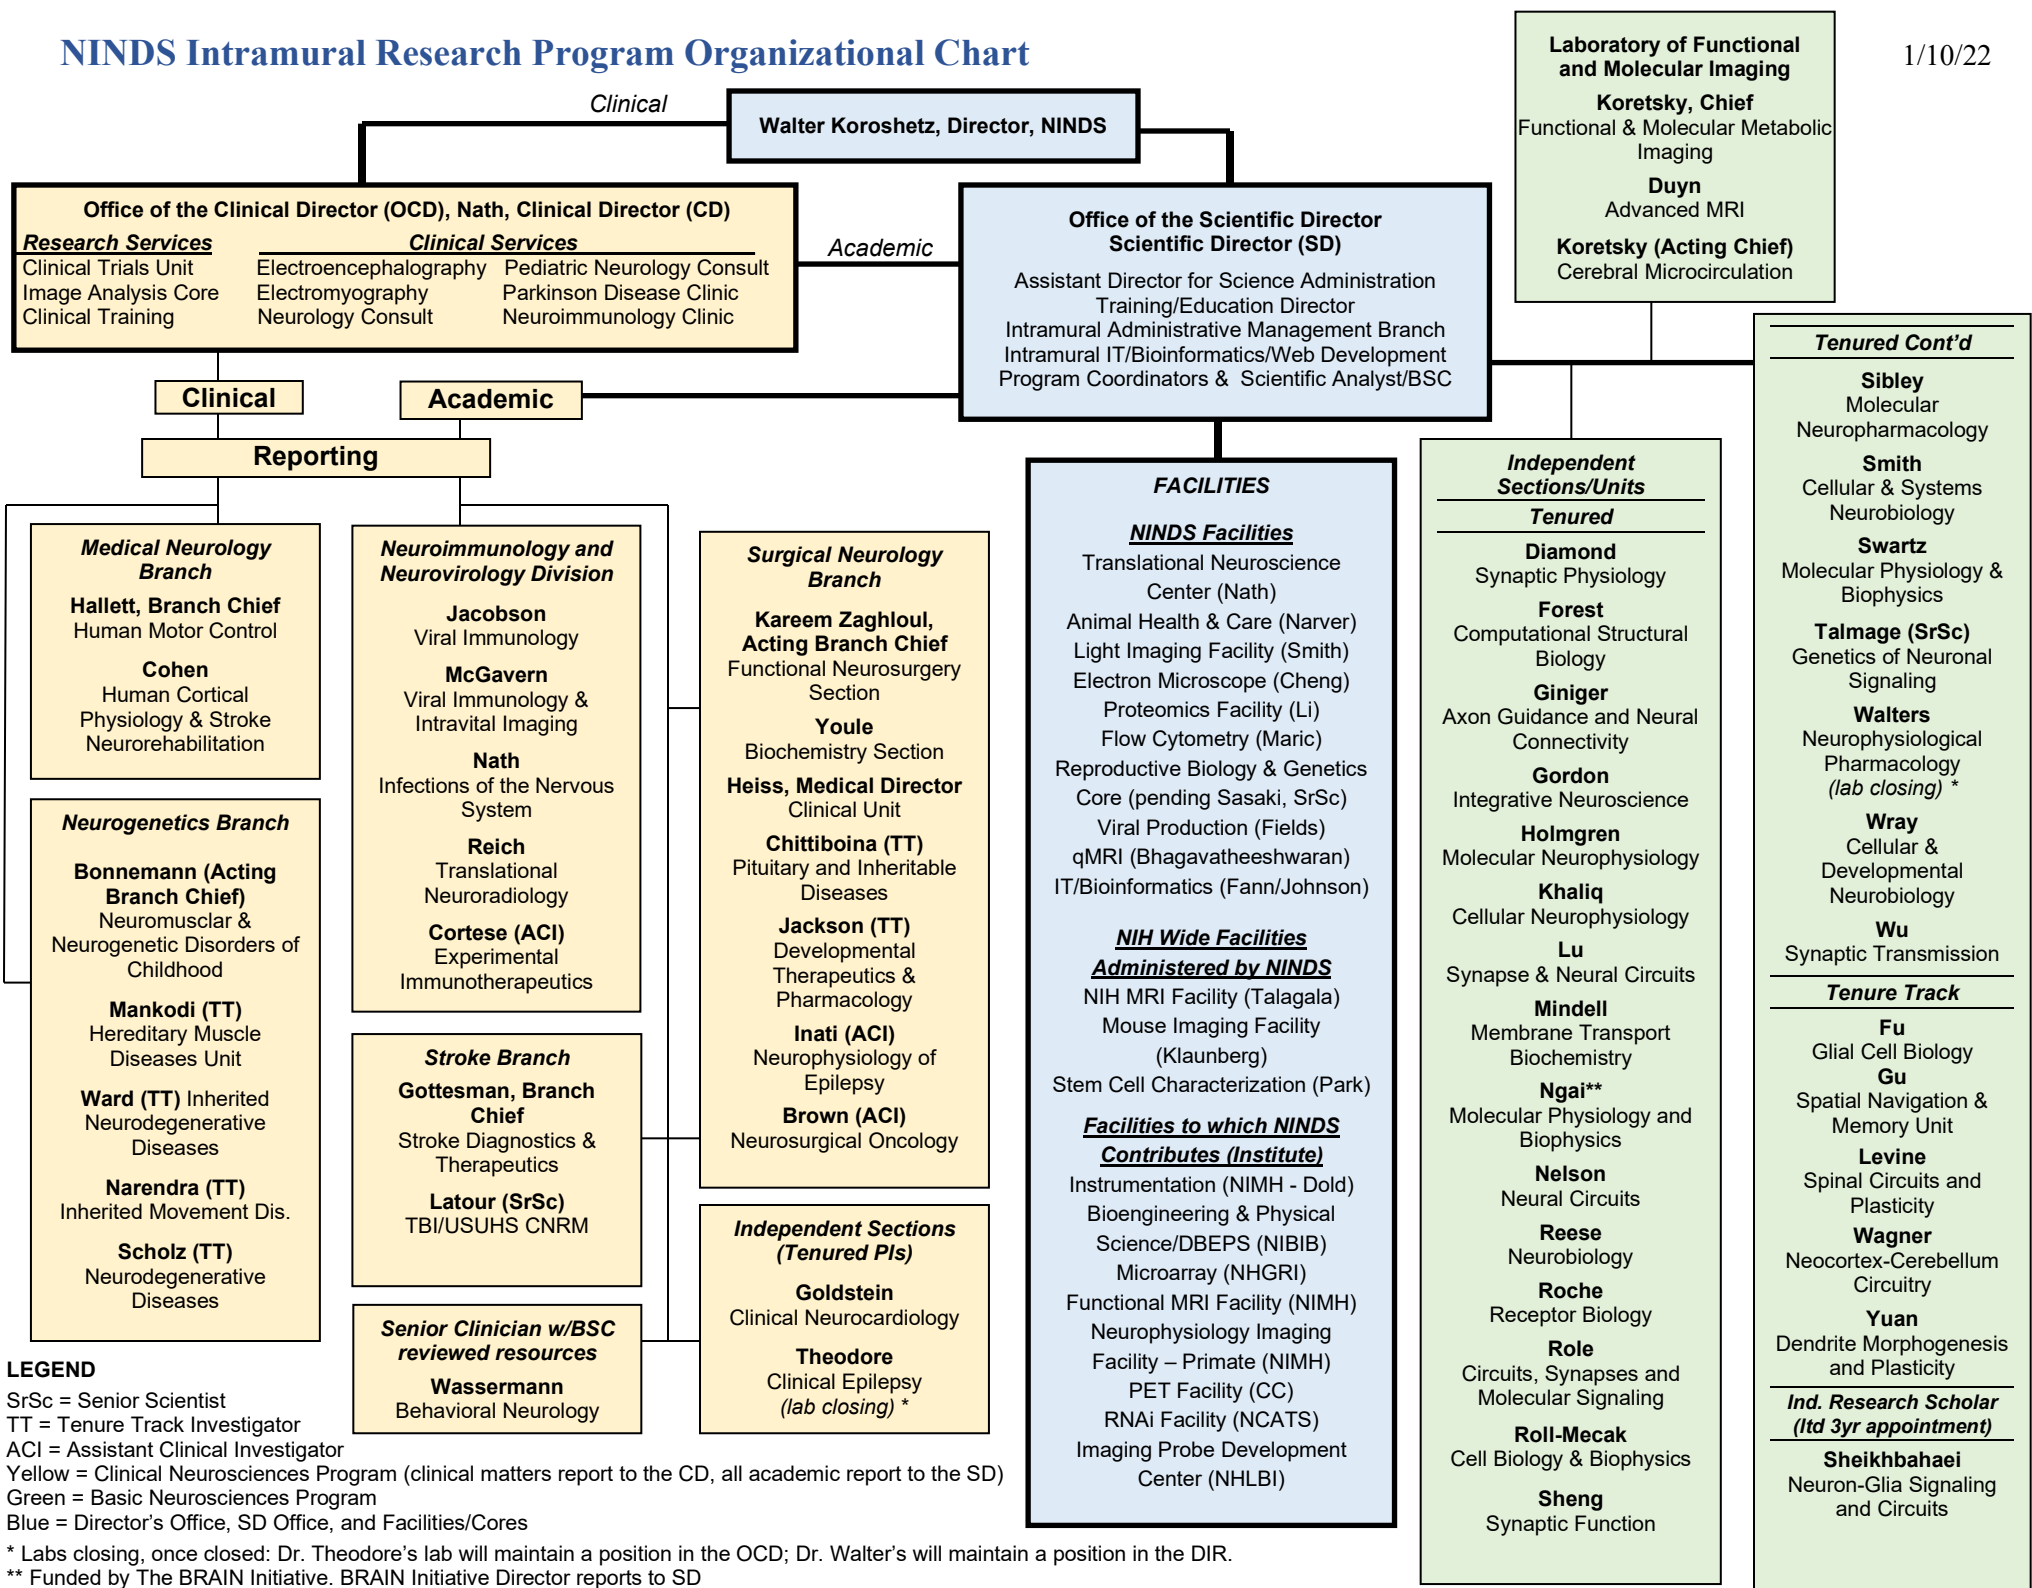 NINDS Intramural Research Program Organizational Chart
1/10/22
Clinical
Walter Koroshetz, Director, NINDS
Office of the Clinical Director (OCD), Nath, Clinical Director (CD)
Research Services
Clinical Trials Unit
Image Analysis Core
Clinical Training
Clinical Services
Electroencephalography
Electromyography
Neurology Consult
Pediatric Neurology Consult
Parkinson Disease Clinic
Neuroimmunology Clinic
Academic
Office of the Scientific Director
Scientific Director (SD)
Assistant Director for Science Administration
Training/Education Director
Intramural Administrative Management Branch
Intramural IT/Bioinformatics/Web Development
Program Coordinators & Scientific Analyst/BSC
Laboratory of Functional
and Molecular Imaging
Koretsky, Chief
Functional & Molecular Metabolic
Imaging
Duyn
Advanced MRI
Koretsky (Acting Chief)
Cerebral Microcirculation
Clinical
Academic
Reporting
Medical Neurology
Branch
Hallett, Branch Chief
Human Motor Control
Cohen
Human Cortical
Physiology & Stroke
Neurorehabilitation
Neurogenetics Branch
Bonnemann (Acting
Branch Chief)
Neuromusclar &
Neurogenetic Disorders of
Childhood
Mankodi (TT)
Hereditary Muscle
Diseases Unit
Ward (TT) Inherited
Neurodegenerative
Diseases
Narendra (TT)
Inherited Movement Dis.
Scholz (TT)
Neurodegenerative
Diseases
Neuroimmunology and
Neurovirology Division
Jacobson
Viral Immunology
McGavern
Viral Immunology &
Intravital Imaging
Nath
Infections of the Nervous
System
Reich
Translational
Neuroradiology
Cortese (ACI)
Experimental
Immunotherapeutics
Stroke Branch
Gottesman, Branch
Chief
Stroke Diagnostics &
Therapeutics
Latour (SrSc)
TBI/USUHS CNRM
Senior Clinician w/BSC
reviewed resources
Wassermann
Behavioral Neurology
Surgical Neurology
Branch
Kareem Zaghloul,
Acting Branch Chief
Functional Neurosurgery
Section
Youle
Biochemistry Section
Heiss, Medical Director
Clinical Unit
Chittiboina (TT)
Pituitary and Inheritable
Diseases
Jackson (TT)
Developmental
Therapeutics &
Pharmacology
Inati (ACI)
Neurophysiology of
Epilepsy
Brown (ACI)
Neurosurgical Oncology
Independent Sections
(Tenured PIs)
Goldstein
Clinical Neurocardiology
Theodore
Clinical Epilepsy
(lab closing) *
FACILITIES
NINDS Facilities
Translational Neuroscience
Center (Nath)
Animal Health & Care (Narver)
Light Imaging Facility (Smith)
Electron Microscope (Cheng)
Proteomics Facility (Li)
Flow Cytometry (Maric)
Reproductive Biology & Genetics
Core (pending Sasaki, SrSc)
Viral Production (Fields)
qMRI (Bhagavatheeshwaran)
IT/Bioinformatics (Fann/Johnson)
NIH Wide Facilities
Administered by NINDS
NIH MRI Facility (Talagala)
Mouse Imaging Facility
(Klaunberg)
Stem Cell Characterization (Park)
Facilities to which NINDS
Contributes (Institute)
Instrumentation (NIMH - Dold)
Bioengineering & Physical
Science/DBEPS (NIBIB)
Microarray (NHGRI)
Functional MRI Facility (NIMH)
Neurophysiology Imaging
Facility – Primate (NIMH)
PET Facility (CC)
RNAi Facility (NCATS)
Imaging Probe Development
Center (NHLBI)
Independent
Sections/Units
Tenured
Diamond
Synaptic Physiology
Forest
Computational Structural
Biology
Giniger
Axon Guidance and Neural
Connectivity
Gordon
Integrative Neuroscience
Holmgren
Molecular Neurophysiology
Khaliq
Cellular Neurophysiology
Lu
Synapse & Neural Circuits
Mindell
Membrane Transport
Biochemistry
Ngai**
Molecular Physiology and
Biophysics
Nelson
Neural Circuits
Reese
Neurobiology
Roche
Receptor Biology
Role
Circuits, Synapses and
Molecular Signaling
Roll-Mecak
Cell Biology & Biophysics
Sheng
Synaptic Function
Tenured Cont’d
Sibley
Molecular
Neuropharmacology
Smith
Cellular & Systems
Neurobiology
Swartz
Molecular Physiology &
Biophysics
Talmage (SrSc)
Genetics of Neuronal
Signaling
Walters
Neurophysiological
Pharmacology
(lab closing) *
Wray
Cellular &
Developmental
Neurobiology
Wu
Synaptic Transmission
Tenure Track
Fu
Glial Cell Biology
Gu
Spatial Navigation &
Memory Unit
Levine
Spinal Circuits and
Plasticity
Wagner
Neocortex-Cerebellum
Circuitry
Yuan
Dendrite Morphogenesis
and Plasticity
Ind. Research Scholar
(ltd 3yr appointment)
Sheikhbahaei
Neuron-Glia Signaling
and Circuits
LEGEND
SrSc = Senior Scientist
TT = Tenure Track Investigator
ACI = Assistant Clinical Investigator
Yellow = Clinical Neurosciences Program (clinical matters report to the CD, all academic report to the SD)
Green = Basic Neurosciences Program
Blue = Director’s Office, SD Office, and Facilities/Cores
* Labs closing, once closed: Dr. Theodore’s lab will maintain a position in the OCD; Dr. Walter’s will maintain a position in the DIR.
** Funded by The BRAIN Initiative. BRAIN Initiative Director reports to SD